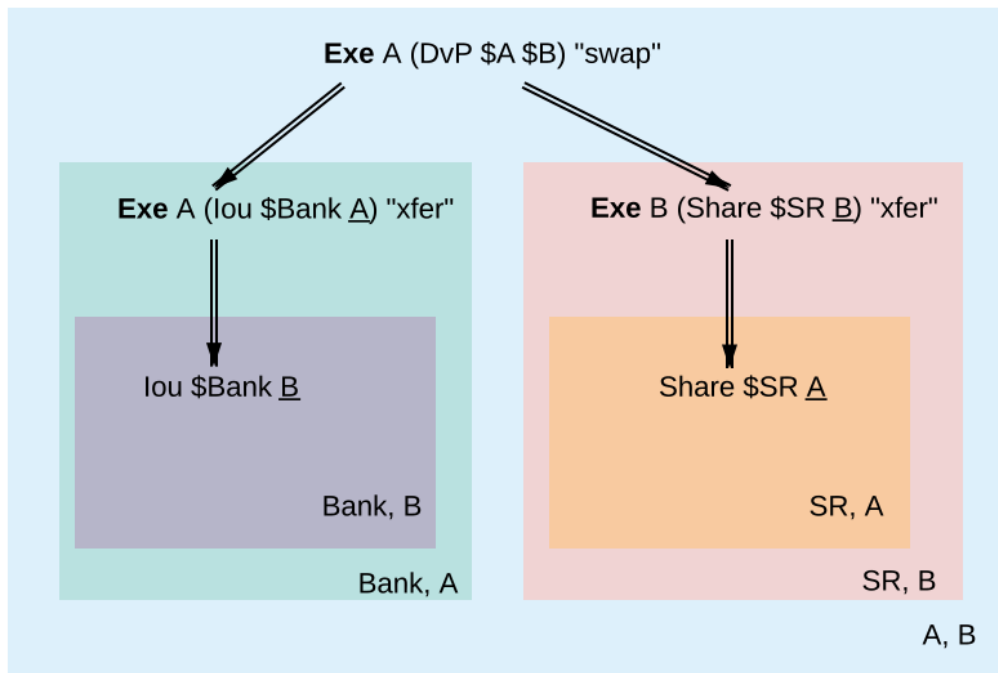 Exe A (DvP $A $B) "swap"
Exe A (Iou $Bank A) "xfer"
Exe B (Share $SR B) "xfer"
Iou $Bank B
Share $SR A
Bank, B
SR, A
Bank, A
SR, B
A, B